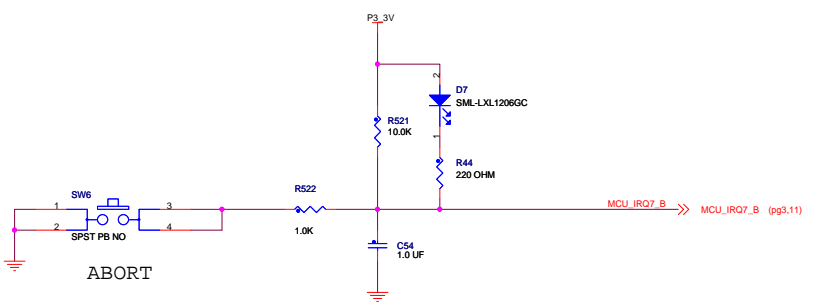 P3_3V
2
D7
SML-LXL1206GC
R521
10.0K
1
R44
220 OHM
SW6
R522
1
3
MCU_IRQ7_B
MCU_IRQ7_B (pg3,11)
2
4
SPST PB NO
1.0K
C54
1.0 UF
ABORT